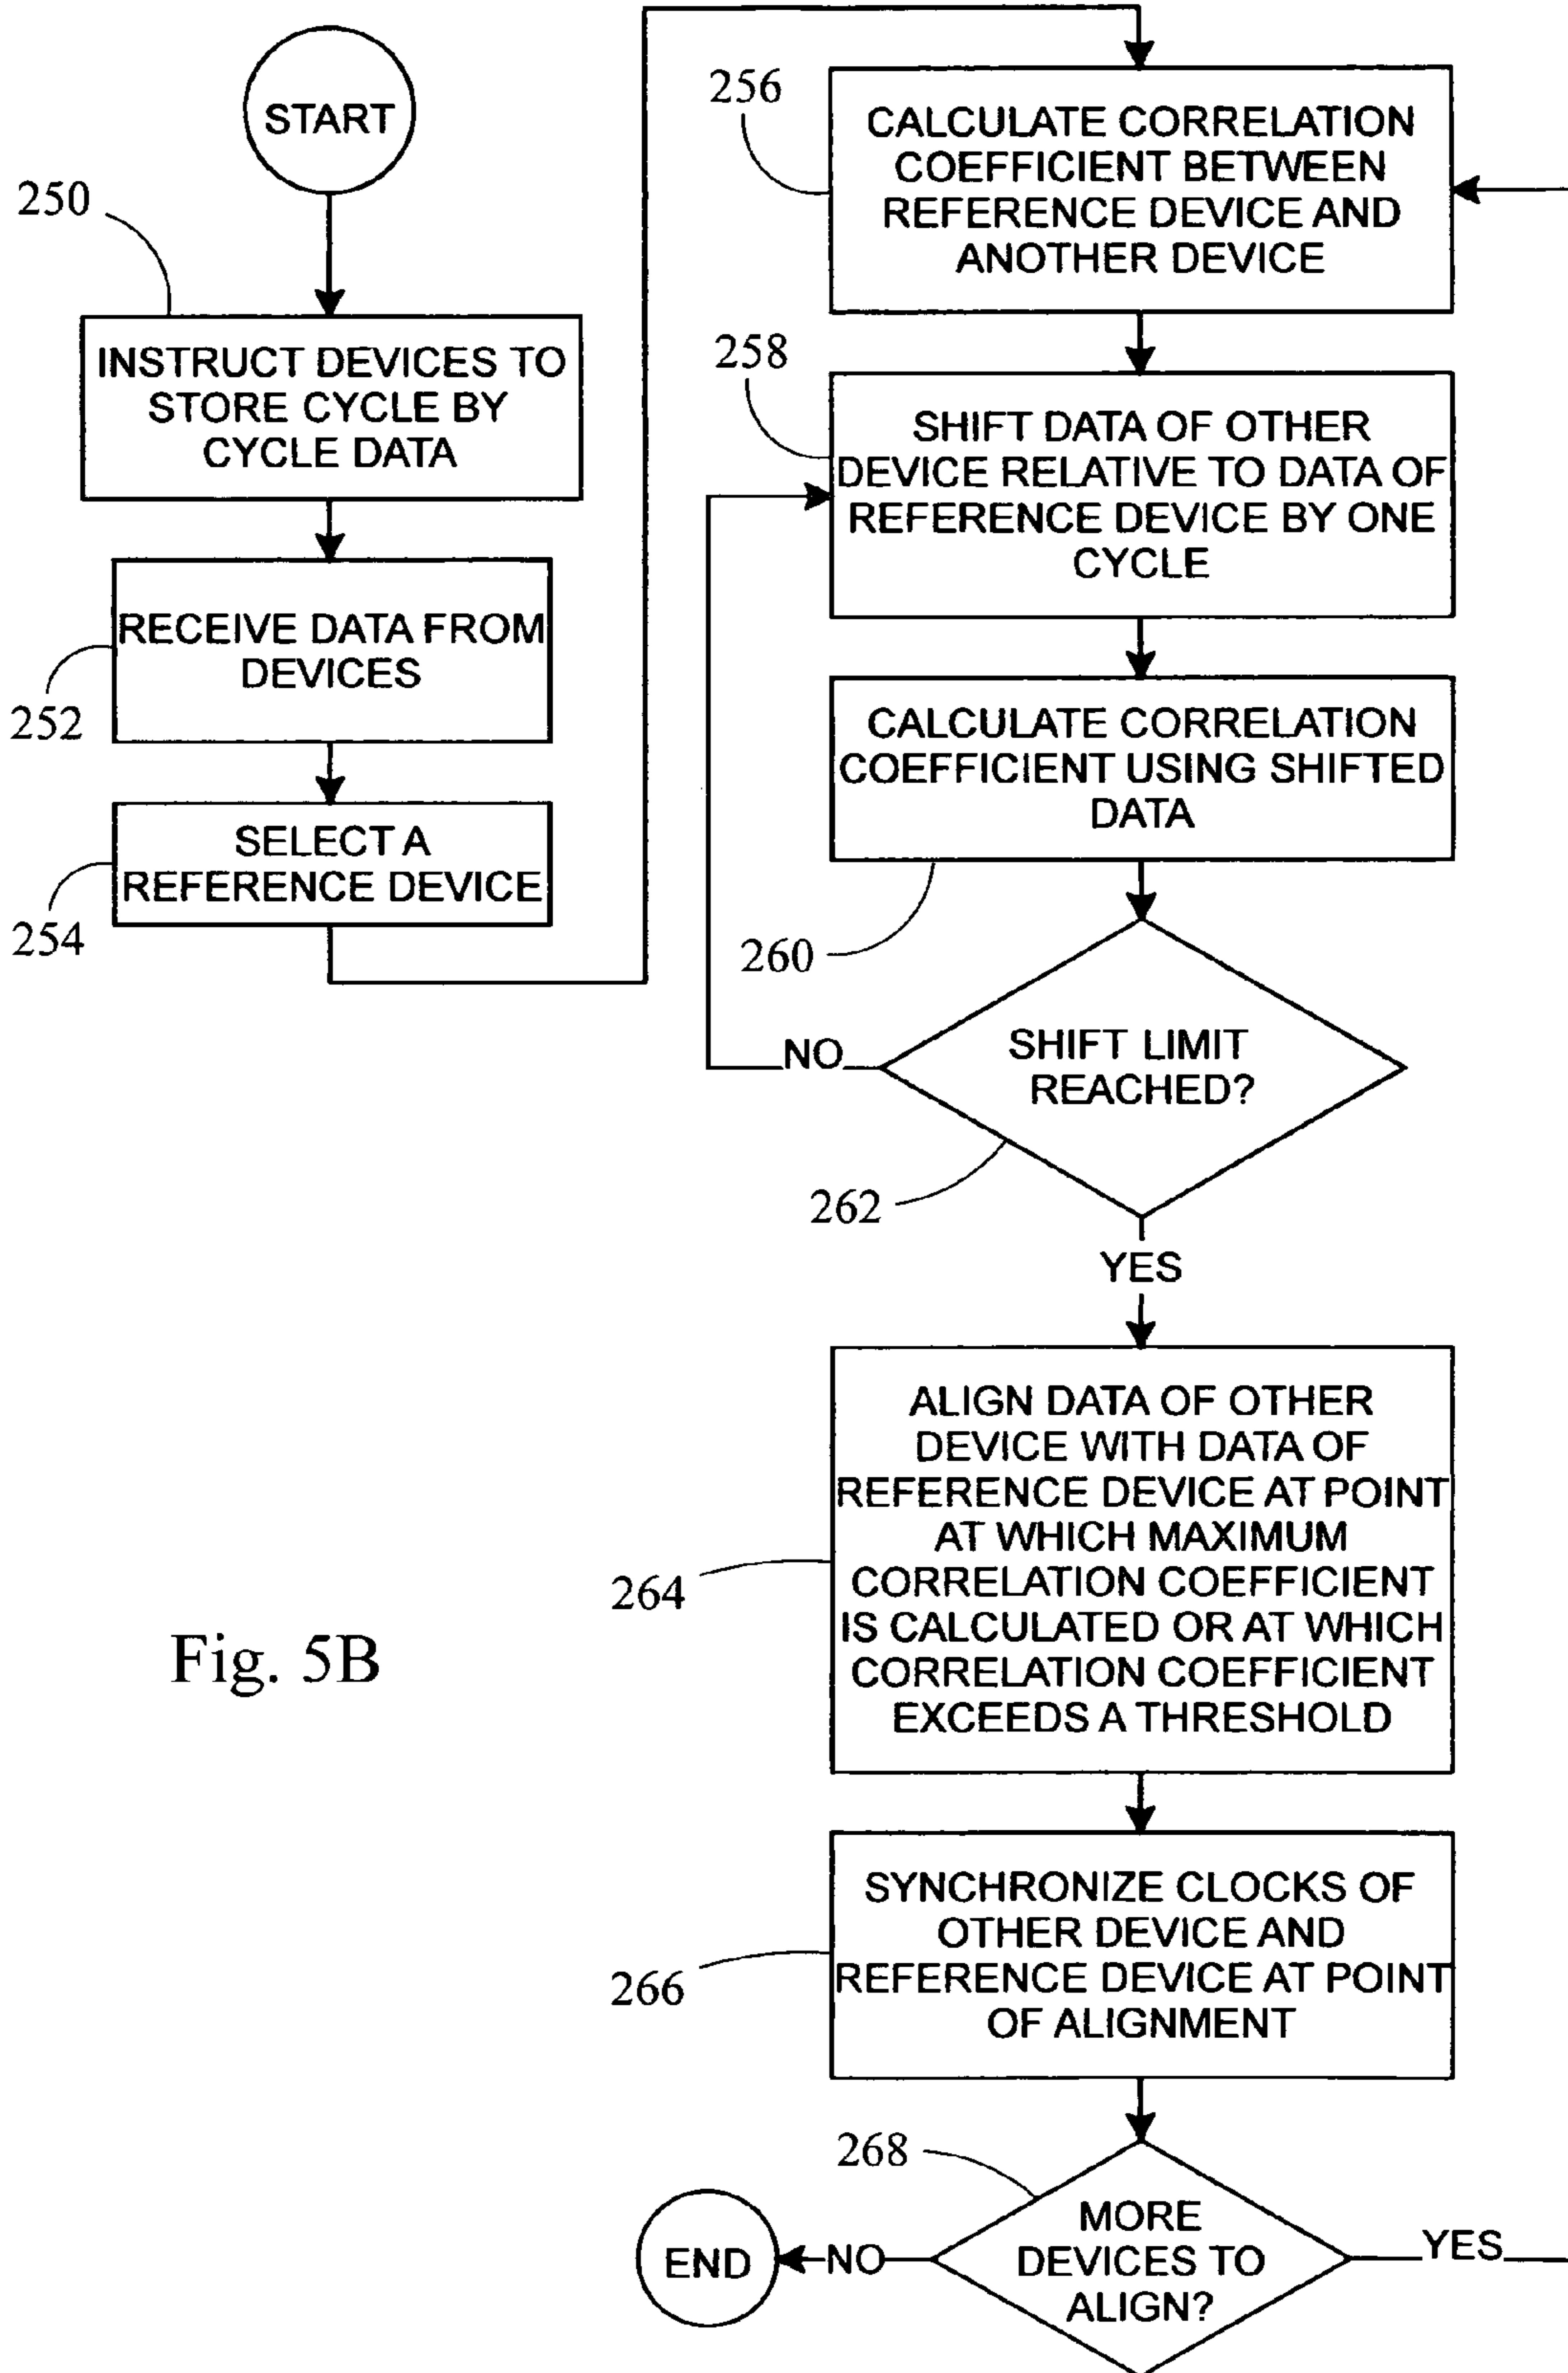 START
250
INSTRUCT DEVICES TO
STORE CYCLE BY
CYCLE DATA
RECEIVE DATA FROM
DEVICES
252
SELECT A
REFERENCE DEVICE
254
256
CALCULATE CORRELATION
COEFFICIENT BETWEEN
REFERENCE DEVICE AND
ANOTHER DEVICE
258
SHIFT DATA OF OTHER
DEVICE RELATIVE TO DATA OF
REFERENCE DEVICE BY ONE
CYCLE
CALCULATE CORRELATION
COEFFICIENT USING SHIFTED
DATA
260
NO
SHIFT LIMIT
REACHED?
262
YES
ALIGN DATA OF OTHER
DEVICE WITH DATA OF
REFERENCE DEVICE AT POINT
AT WHICH MAXIMUM
CORRELATION COEFFICIENT
IS CALCULATED OR AT WHICH
CORRELATION COEFFICIENT
EXCEEDS A THRESHOLD
264
Fig. 5B
SYNCHRONIZE CLOCKS OF
OTHER DEVICE AND
REFERENCE DEVICE AT POINT
OF ALIGNMENT
266
268
MORE
DEVICES TO
ALIGN?
YES
NO
END